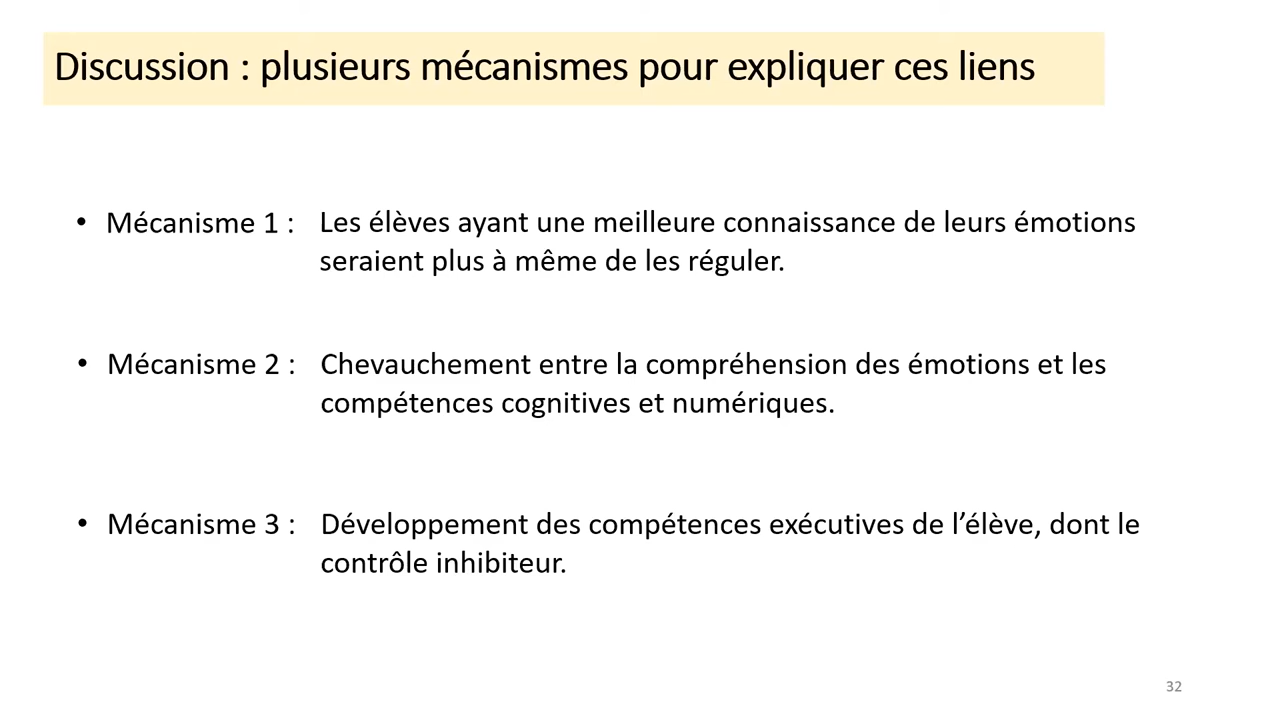 Discussion : plusieurs mécanismes pour expliquer ces liens
• Mécanisme 1 : Les élèves ayant une meilleure connaissance de leurs émotions
seraient plus à même de les réguler.
• Mécanisme 2 : Chevauchement entre la compréhension des émotions et les
compétences cognitives et numériques.
• Mécanisme 3 : Développement des compétences exécutives de l’élève, dont le
contrôle inhibiteur.
32